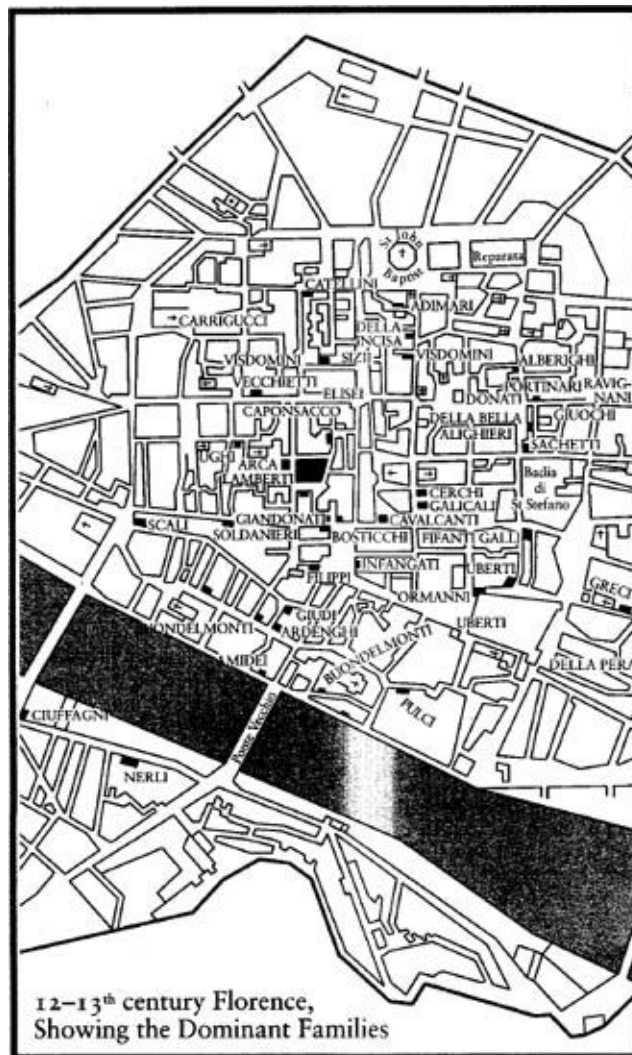 St John
Baptist
Reparata
CATELLINI
ADIMARI
CARRIGUCCI
DELLA
INCISA
VISDOMINI
SIZII
VISDOMINI
ALBERIGHI
VECCHIETTI
PORTINARI
RAVIG
NANI
ELISEI
DONATI
CAPONSACCO
DELLA BELLA
GIUOCHI
ALIGHIERI
SACHETTI
UGHI
ARCA
LAMBERTI
Badia
di
St Stefano
CERCHI
GALICALI
GIANDONATI
CAVALCANTI
SCALI
SOLDANIERI
BOSTICCHI
FIFANTI
GALLI
INFANGATI
FILIPPI
UBERTI
ORMANNI
GRECI
GIUDI
ARDENGHI
UBERTI
BUONDELMONTI
BUONDELMONTI
AMIDEI
DELLA PERA
PULCI
CIUFFAGNI
Ponte Vecchio
NERLI
12–13th century Florence,
Showing the Dominant Families